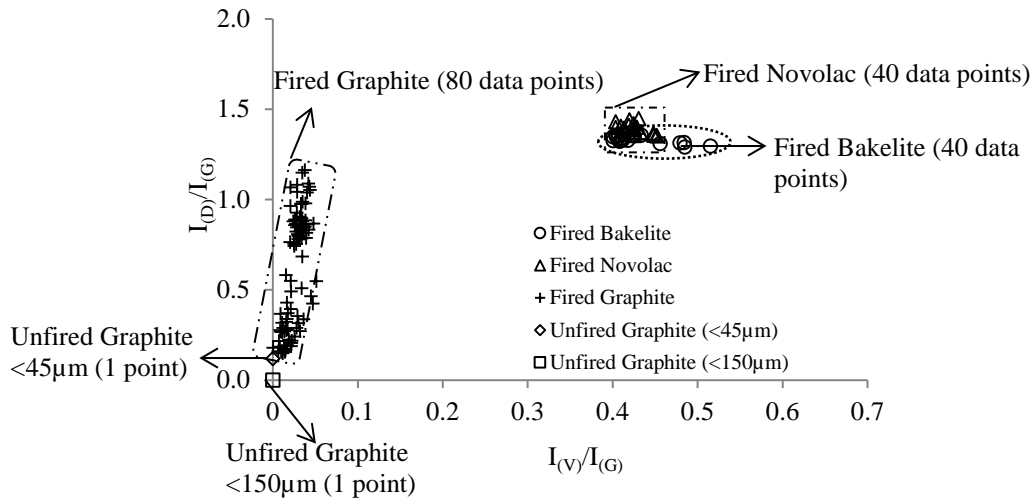 2.0
Fired Graphite (80 data points)
Fired Novolac (40 data points)
1.5
Fired Bakelite (40 data
points)
I(D)/I(G)
1.0
Fired Bakelite
Fired Novolac
Fired Graphite
Unfired Graphite (<45µm)
Unfired Graphite (<150µm)
0.5
Unfired Graphite
<45µm (1 point)
0.0
0 0.1 0.2 0.3 0.4 0.5 0.6 0.7
Unfired Graphite
<150µm (1 point)
I(V)/I(G)